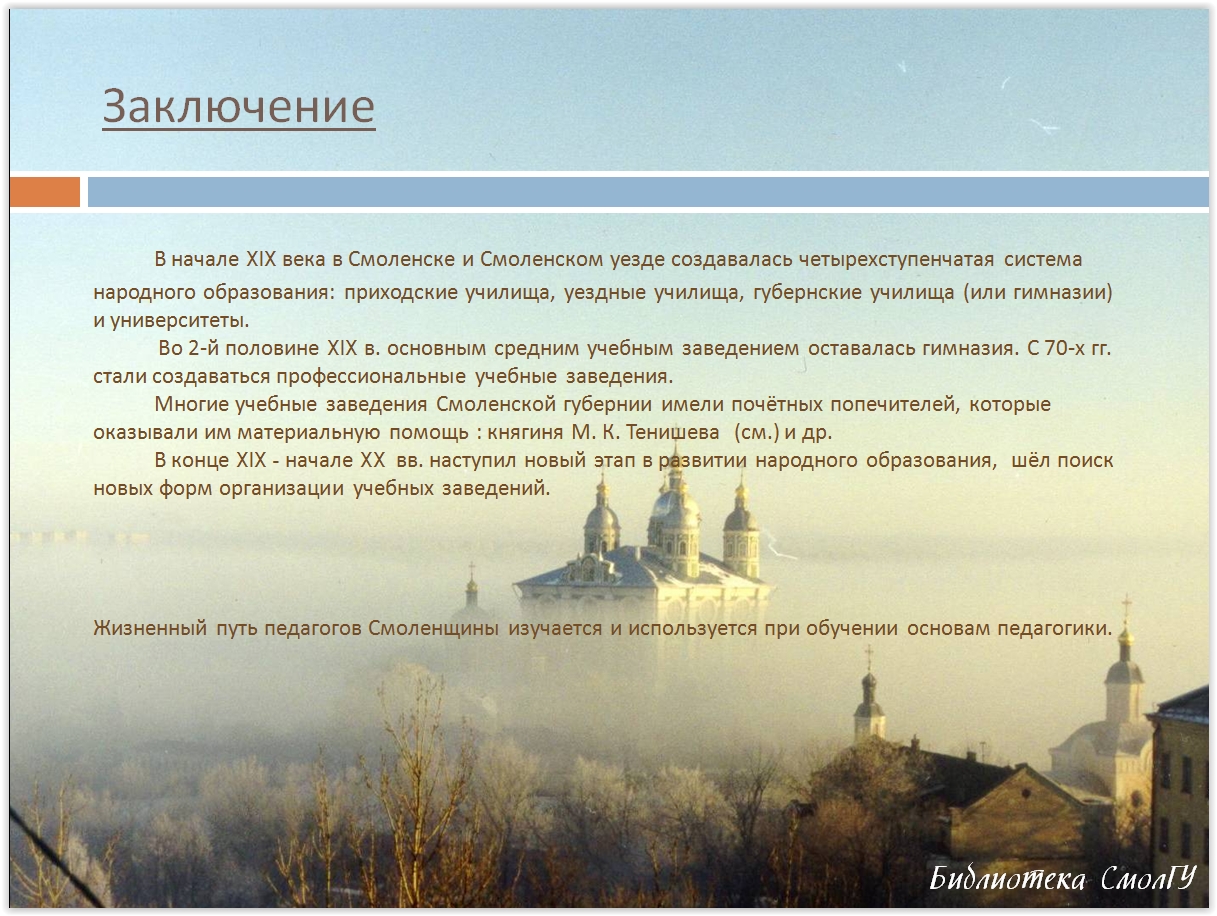 Заключение
В начале XIX века в Смоленске и Смоленском уезде создавалась четырехступенчатая система
народного образования: приходские училища, уездные училища, губернские училища (или гимназии)
и университеты.
Во 2-й половине XIX в. основным средним учебным заведением оставалась гимназия. С 70-х гг.
стали создаваться профессиональные учебные заведения.
Многие учебные заведения Смоленской губернии имели почётных попечителей, которые
оказывали им материальную помощь : княгиня М. К. Тенишева (см.) и др.
В конце XIX - начале XX вв. наступил новый этап в развитии народного образования, шёл поиск
новых форм организации учебных заведений.
Жизненный путь педагогов Смоленщины изучается и используется при обучении основам педагогики.
Библиотека СмолГУ